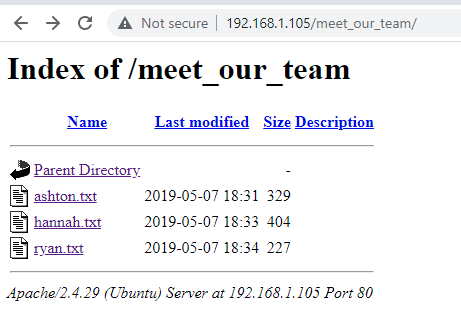 Not secure | 192.168.1.105/meet_our_team/
Index of /meet_our_team
Name Last modified Size Description
Parent Directory -
ashton.txt 2019-05-07 18:31 329
hannah.txt 2019-05-07 18:33 404
ryan.txt 2019-05-07 18:34 227
Apache/2.4.29 (Ubuntu) Server at 192.168.1.105 Port 80